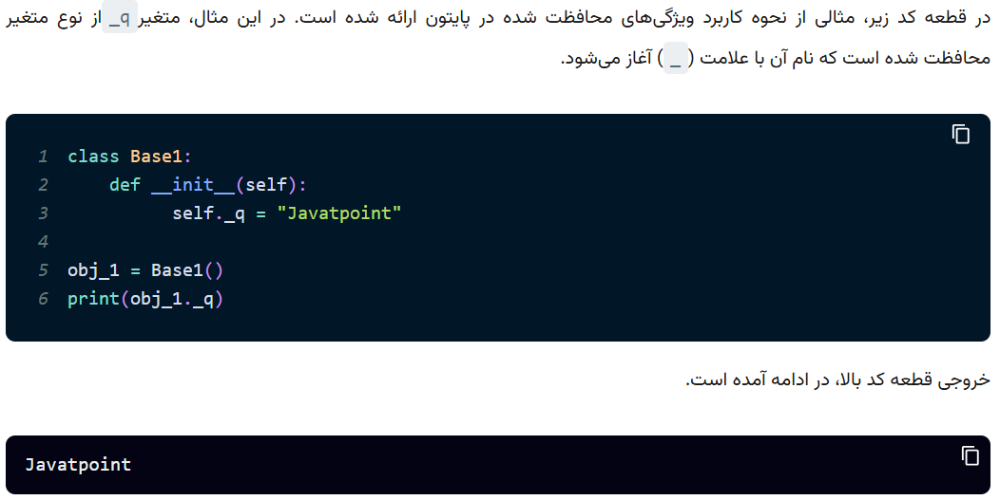 در قطعه کد زیر، مثالی از نحوه کاربرد ویژگی‌های محافظت شده در پایتون ارائه شده است. در این مثال، متغیر _q از نوع متغیر
محافظت شده است که نام آن با علامت ( _ ) آغاز می‌شود.
1 class Base1:
2     def __init__(self):
3           self._q = "Javatpoint"
4
5 obj_1 = Base1()
6 print(obj_1._q)
خروجی قطعه کد بالا، در ادامه آمده است.
Javatpoint